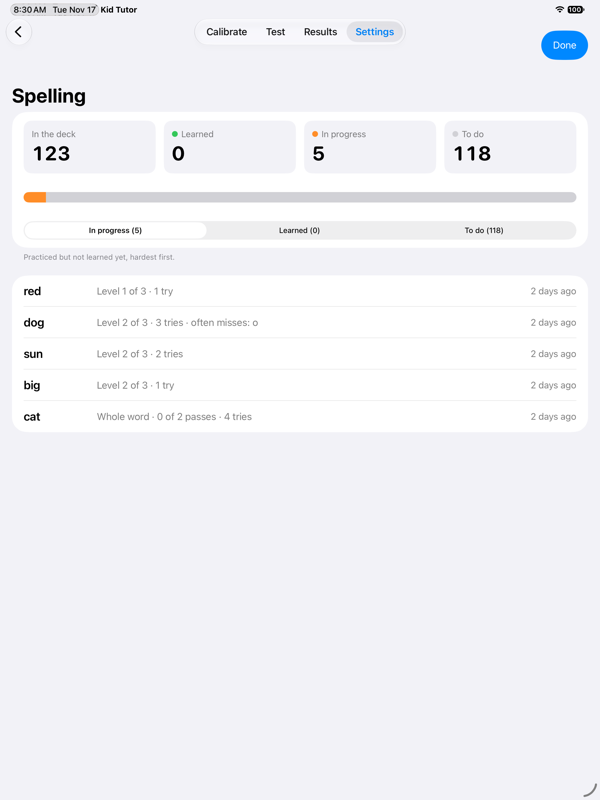 8:30 AM Tue Nov 17 Kid Tutor
100
Calibrate Test Results Settings
Done
Spelling
In the deck
123
Learned
0
In progress
5
To do
118
In progress (5) Learned (0) To do (118)
Practiced but not learned yet, hardest first.
red Level 1 of 3 · 1 try 2 days ago
dog Level 2 of 3 · 3 tries · often misses: o 2 days ago
sun Level 2 of 3 · 2 tries 2 days ago
big Level 2 of 3 · 1 try 2 days ago
cat Whole word · 0 of 2 passes · 4 tries 2 days ago